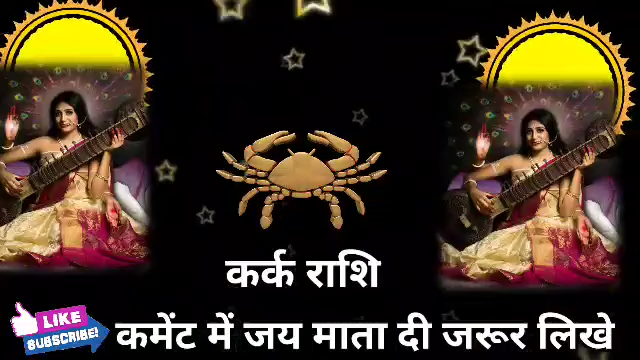 कर्क राशि
LIKE
SUBSCRIBE!
कमेंट में जय माता दी जरूर लिखे